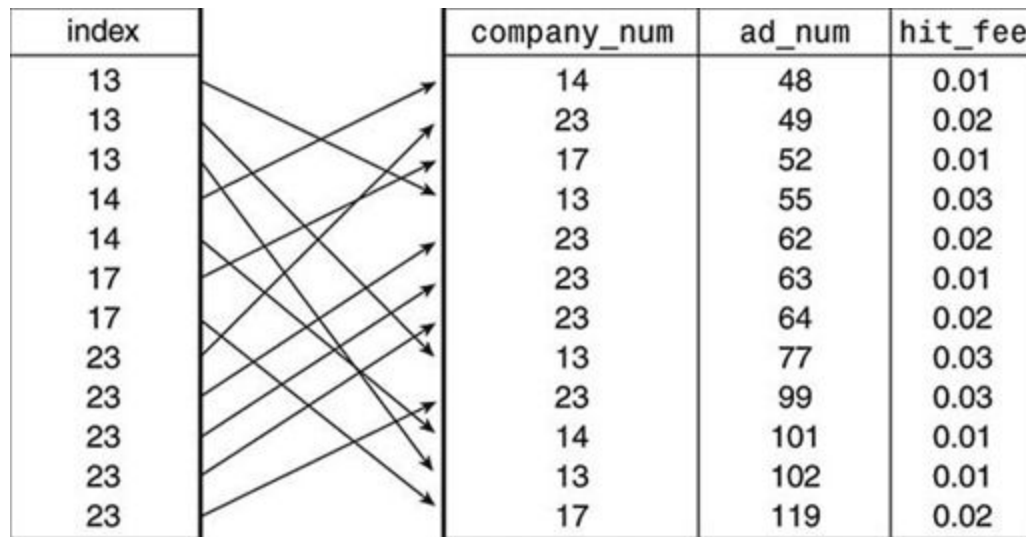 index company_num ad_num hit_fee
13 14 48 0.01
13 23 49 0.02
13 17 52 0.01
14 13 55 0.03
14 23 62 0.02
17 23 63 0.01
17 23 64 0.02
23 13 77 0.03
23 23 99 0.03
23 14 101 0.01
23 13 102 0.01
23 17 119 0.02